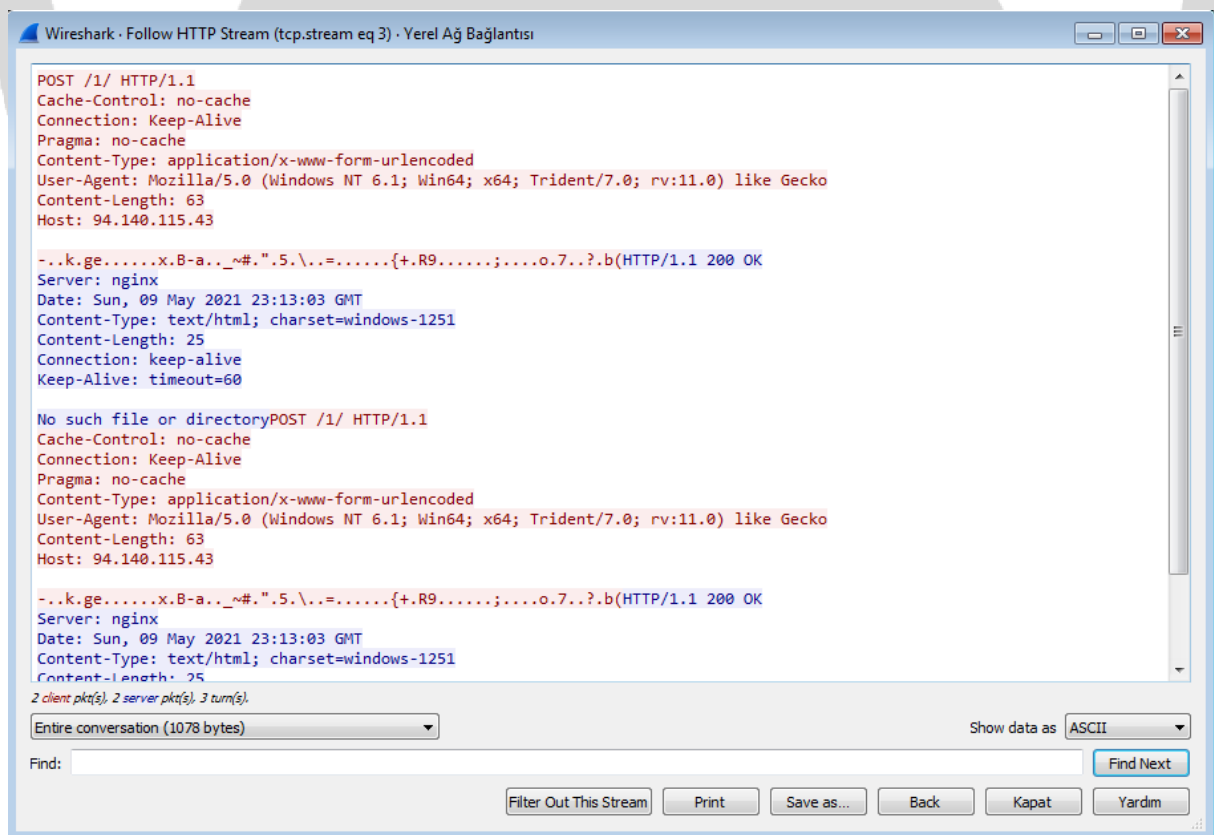 Wireshark · Follow HTTP Stream (tcp.stream eq 3) · Yerel Ağ Bağlantısı
POST /1/ HTTP/1.1
Cache-Control: no-cache
Connection: Keep-Alive
Pragma: no-cache
Content-Type: application/x-www-form-urlencoded
User-Agent: Mozilla/5.0 (Windows NT 6.1; Win64; x64; Trident/7.0; rv:11.0) like Gecko
Content-Length: 63
Host: 94.140.115.43
-..k.ge......x.B-a.._~#.".5.\..=......{+.R9......;....o.7..?.b(HTTP/1.1 200 OK
Server: nginx
Date: Sun, 09 May 2021 23:13:03 GMT
Content-Type: text/html; charset=windows-1251
Content-Length: 25
Connection: keep-alive
Keep-Alive: timeout=60
No such file or directoryPOST /1/ HTTP/1.1
Cache-Control: no-cache
Connection: Keep-Alive
Pragma: no-cache
Content-Type: application/x-www-form-urlencoded
User-Agent: Mozilla/5.0 (Windows NT 6.1; Win64; x64; Trident/7.0; rv:11.0) like Gecko
Content-Length: 63
Host: 94.140.115.43
-..k.ge......x.B-a.._~#.".5.\..=......{+.R9......;....o.7..?.b(HTTP/1.1 200 OK
Server: nginx
Date: Sun, 09 May 2021 23:13:03 GMT
Content-Type: text/html; charset=windows-1251
Content-Length: 25
2 client pkt(s), 2 server pkt(s), 3 turn(s).
Entire conversation (1078 bytes) Show data as ASCII
Find: Find Next
Filter Out This Stream Print Save as... Back Kapat Yardım